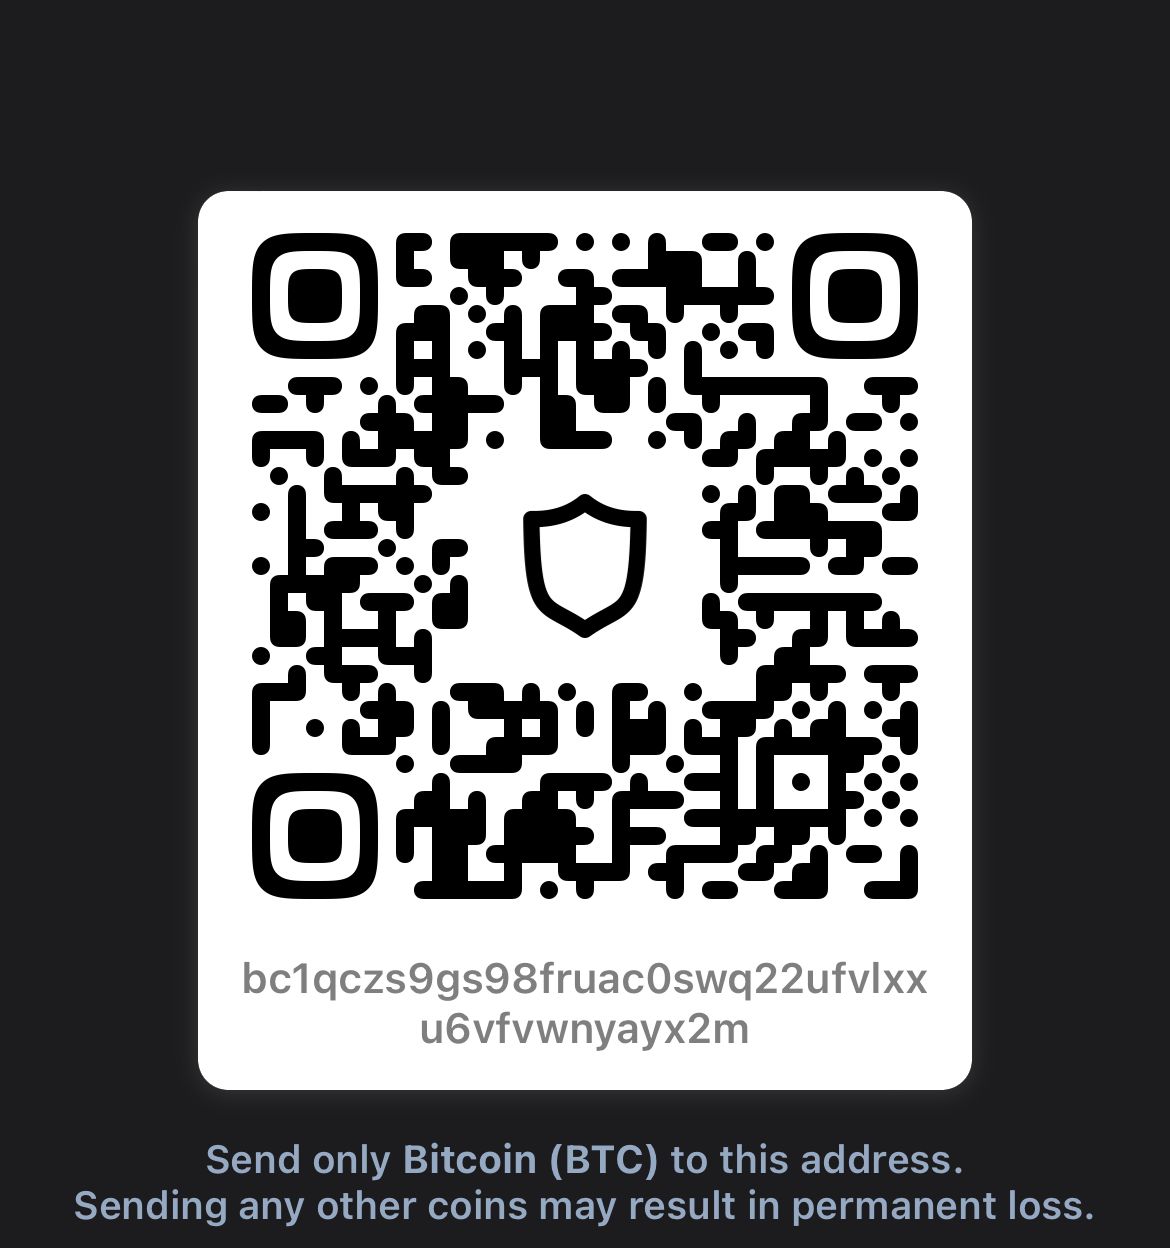 bc1qczs9gs98fruac0swq22ufvlxx
u6vfvwnyayx2m
Send only Bitcoin (BTC) to this address.
Sending any other coins may result in permanent loss.